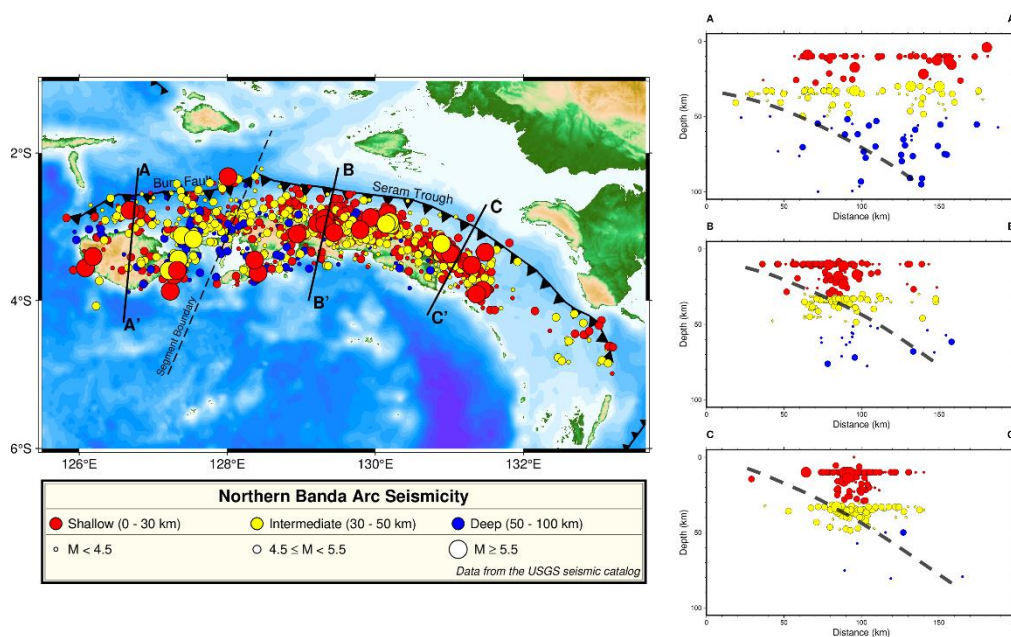 2°S
4°S
6°S
126°E
128°E
130°E
132°E
A
A'
B
B'
C
C'
Seram Trough
Segment Boundary
Northern Banda Arc Seismicity
Shallow (0 - 30 km)
Intermediate (30 - 50 km)
Deep (50 - 100 km)
M < 4.5
4.5 ≤ M < 5.5
M ≥ 5.5
Data from the USGS seismic catalog
A
A
0
50
100
Depth (km)
0
50
100
150
Distance (km)
B
0
50
100
Depth (km)
0
50
100
150
Distance (km)
C
0
50
100
Depth (km)
0
50
100
150
Distance (km)